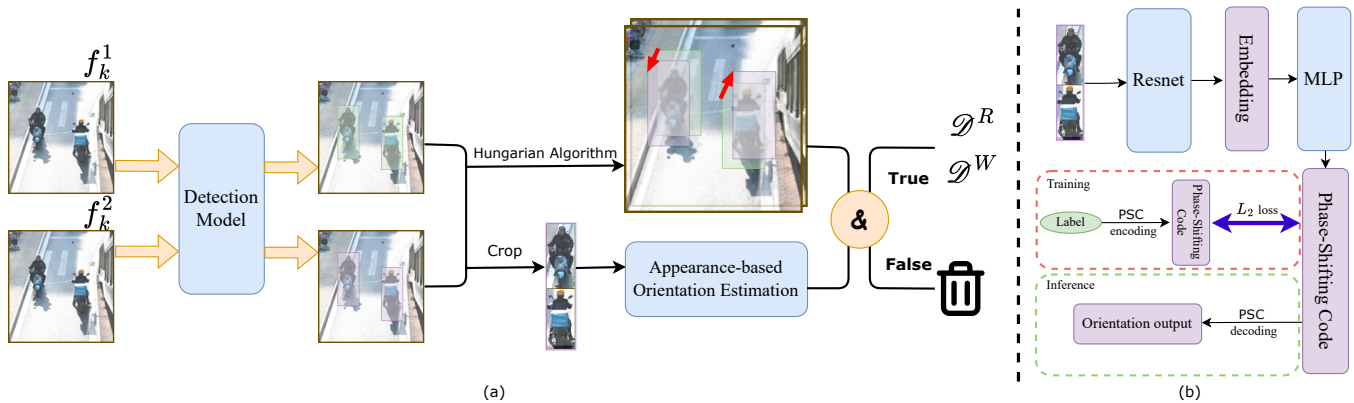 f_k^1
Detection
Model
f_k^2
Hungarian Algorithm
Crop
Appearance-based
Orientation Estimation
&
𝒟^R
True
𝒟^W
False
(a)
Resnet
Embedding
MLP
Training
Label
PSC
encoding
Phase-Shifting
Code
L_2 loss
Phase-Shifting Code
Inference
Orientation output
PSC
decoding
(b)